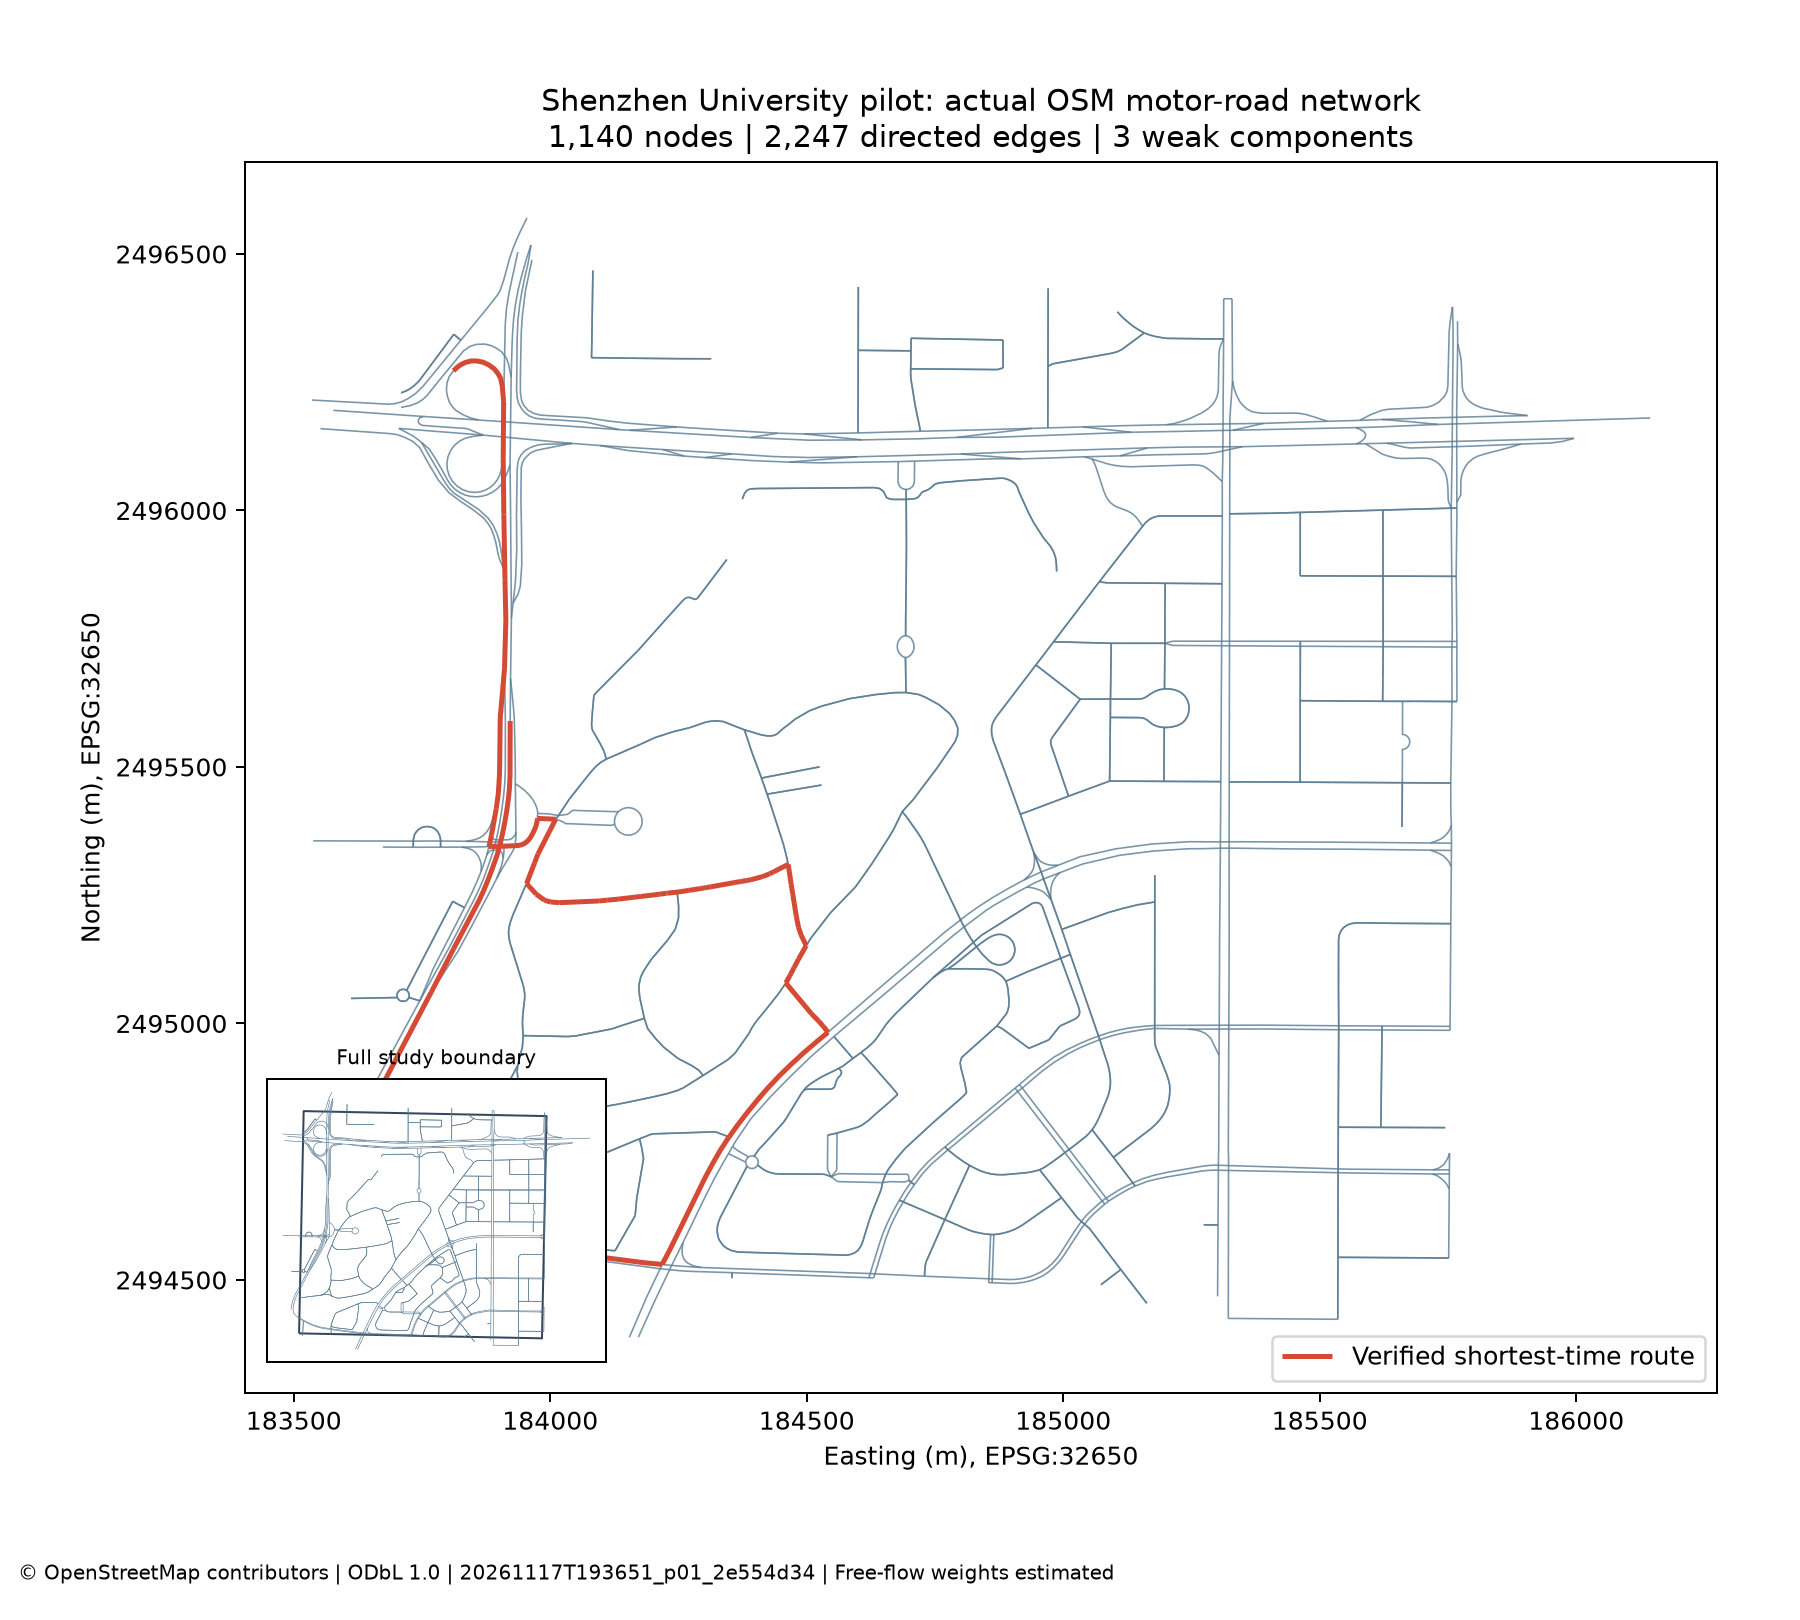 Shenzhen University pilot: actual OSM motor-road network
1,140 nodes | 2,247 directed edges | 3 weak components
2496500
2496000
2495500
2495000
2494500
Northing (m), EPSG:32650
Full study boundary
Verified shortest-time route
183500 184000 184500 185000 185500 186000
Easting (m), EPSG:32650
© OpenStreetMap contributors | ODbL 1.0 | 20261117T193651_p01_2e554d34 | Free-flow weights estimated